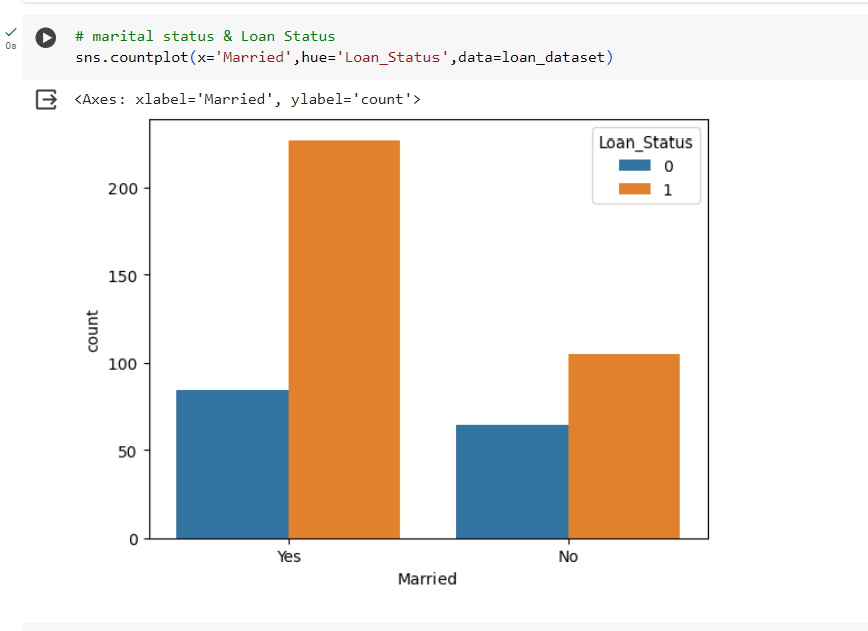 # marital status & Loan Status
0s
sns.countplot(x='Married',hue='Loan_Status',data=loan_dataset)
<Axes: xlabel='Married', ylabel='count'>
Loan_Status
0
1
200
150
100
50
0
count
Yes
No
Married